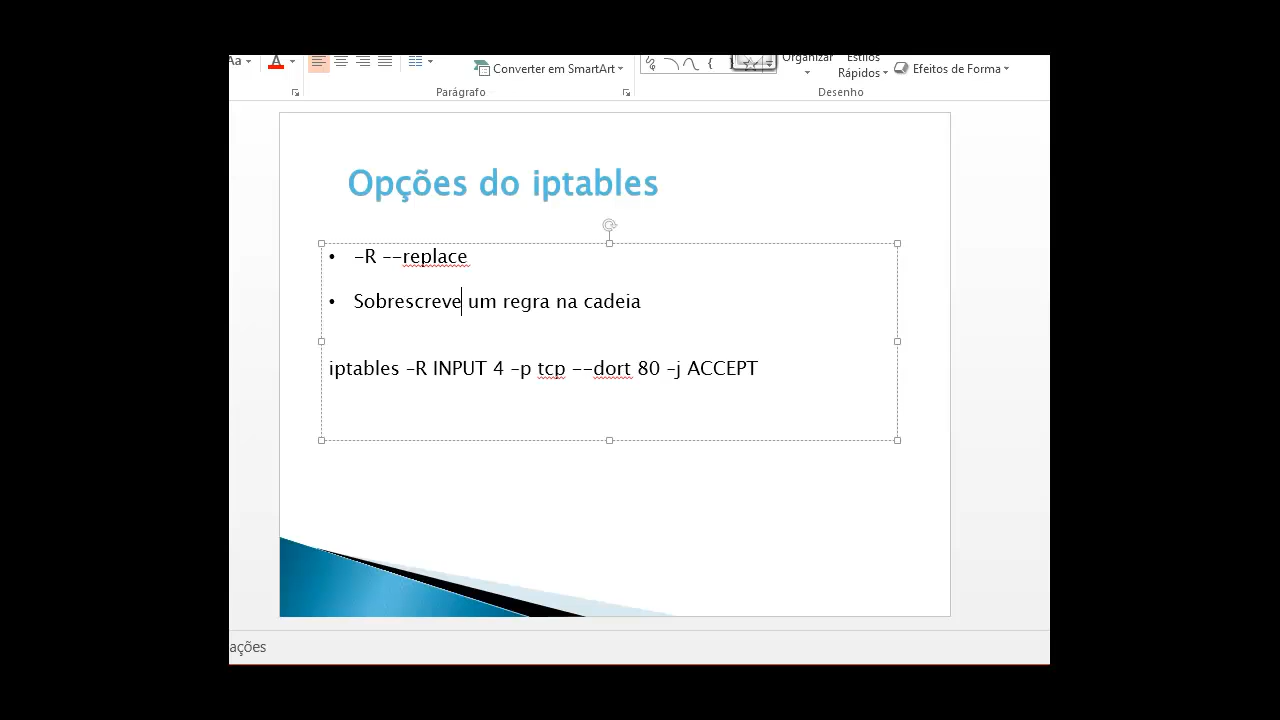 Aa
A
Converter em SmartArt
Organizar
Estilos
Rápidos
Efeitos de Forma
Parágrafo
Desenho
Opções do iptables
• -R --replace
• Sobrescreve um regra na cadeia
iptables -R INPUT 4 -p tcp --dort 80 -j ACCEPT
ações